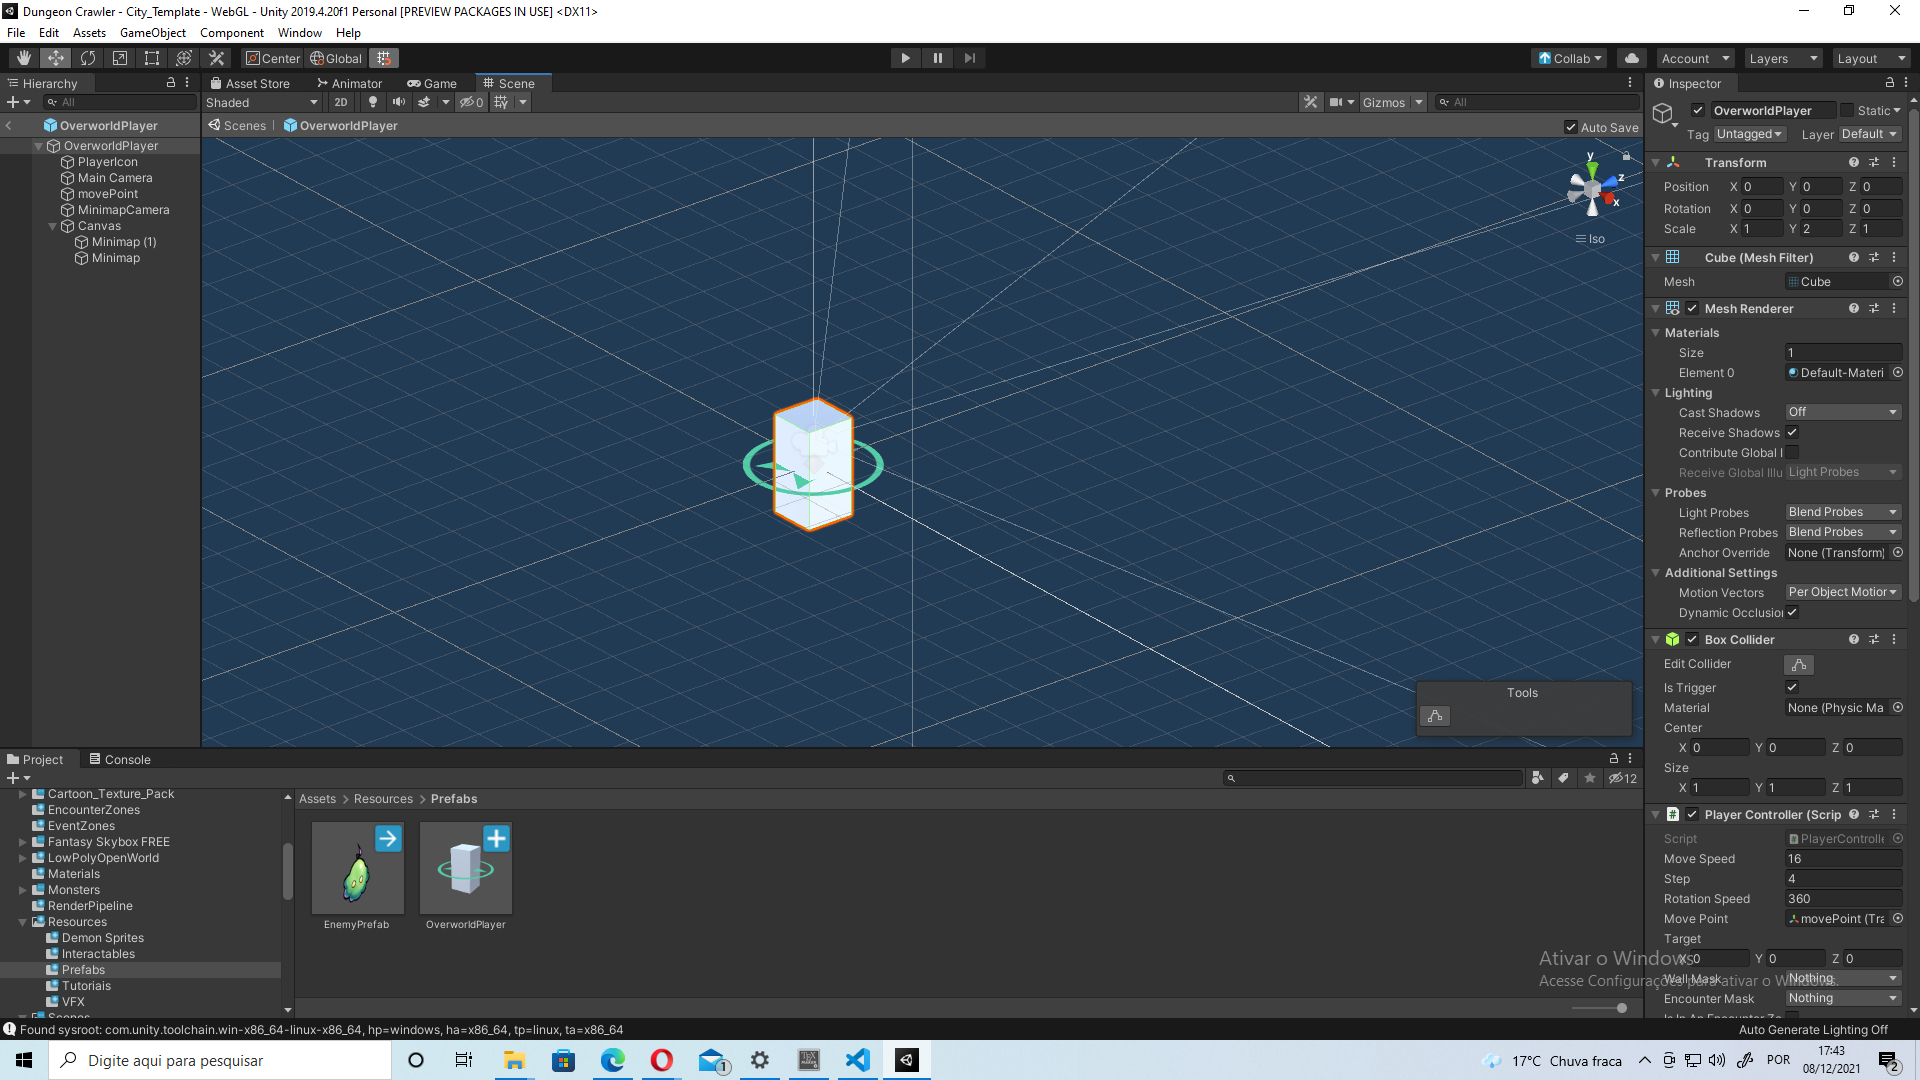 Dungeon Crawler - City_Template - WebGL - Unity 2019.4.20f1 Personal [PREVIEW PACKAGES IN USE] <DX11>
File Edit Assets GameObject Component Window Help
Center Global Collab Account Layers Layout
Hierarchy
All
OverworldPlayer
OverworldPlayer
PlayerIcon
Main Camera
movePoint
MinimapCamera
Canvas
Minimap (1)
Minimap
Asset Store Animator Game Scene
Shaded 2D 0 Gizmos All
Scenes OverworldPlayer Auto Save
y
z
x
Iso
Tools
Inspector
OverworldPlayer Static
Tag Untagged Layer Default
Transform
Position X 0 Y 0 Z 0
Rotation X 0 Y 0 Z 0
Scale X 1 Y 2 Z 1
Cube (Mesh Filter)
Mesh Cube
Mesh Renderer
Materials
Size 1
Element 0 Default-Materi
Lighting
Cast Shadows Off
Receive Shadows
Contribute Global I
Receive Global Illu Light Probes
Probes
Light Probes Blend Probes
Reflection Probes Blend Probes
Anchor Override None (Transform)
Additional Settings
Motion Vectors Per Object Motion
Dynamic Occlusion
Box Collider
Edit Collider
Is Trigger
Material None (Physic Ma
Center
X 0 Y 0 Z 0
Size
X 1 Y 1 Z 1
Player Controller (Scrip
Script PlayerControlle
Move Speed 16
Step 4
Rotation Speed 360
Move Point movePoint (Tra
Target
X 0 Y 0 Z 0
Wall Mask Nothing
Encounter Mask Nothing
Ativar o Windows
Acesse Configurações para ativar o Windows.
Project Console
12
Cartoon_Texture_Pack
EncounterZones
EventZones
Fantasy Skybox FREE
LowPolyOpenWorld
Materials
Monsters
RenderPipeline
Resources
Demon Sprites
Interactables
Prefabs
Tutoriais
VFX
Scenes
Assets > Resources > Prefabs
EnemyPrefab OverworldPlayer
Found sysroot: com.unity.toolchain.win-x86_64-linux-x86_64, hp=windows, ha=x86_64, tp=linux, ta=x86_64
Auto Generate Lighting Off
Digite aqui para pesquisar
1
17°C Chuva fraca
POR
17:43
08/12/2021
2